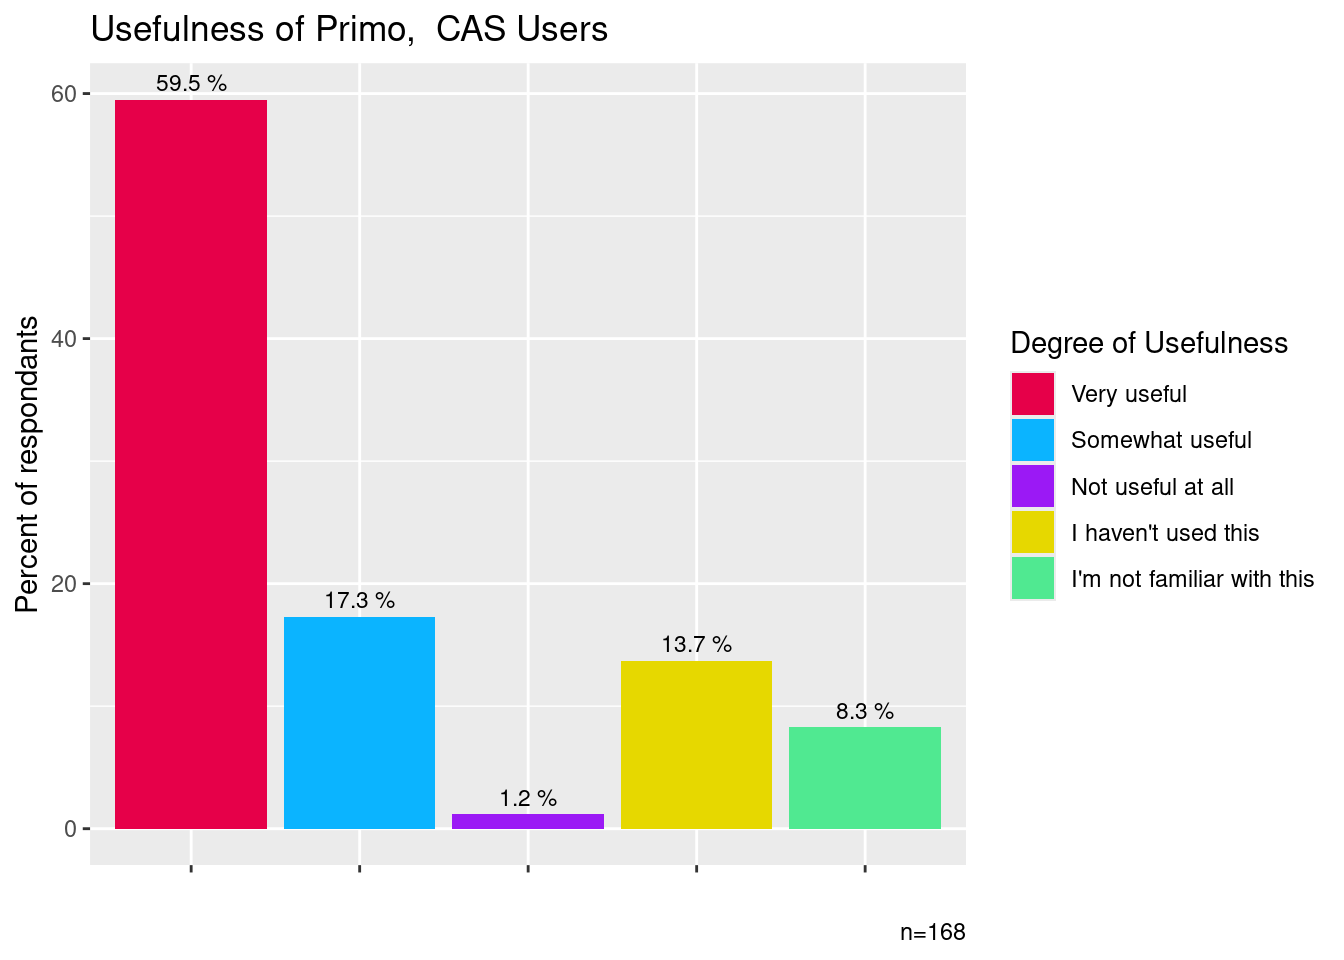 Usefulness of Primo,  CAS Users
59.5 %
17.3 %
1.2 %
13.7 %
8.3 %
60
40
20
0
Percent of respondants
n=168
Degree of Usefulness
Very useful
Somewhat useful
Not useful at all
I haven't used this
I'm not familiar with this